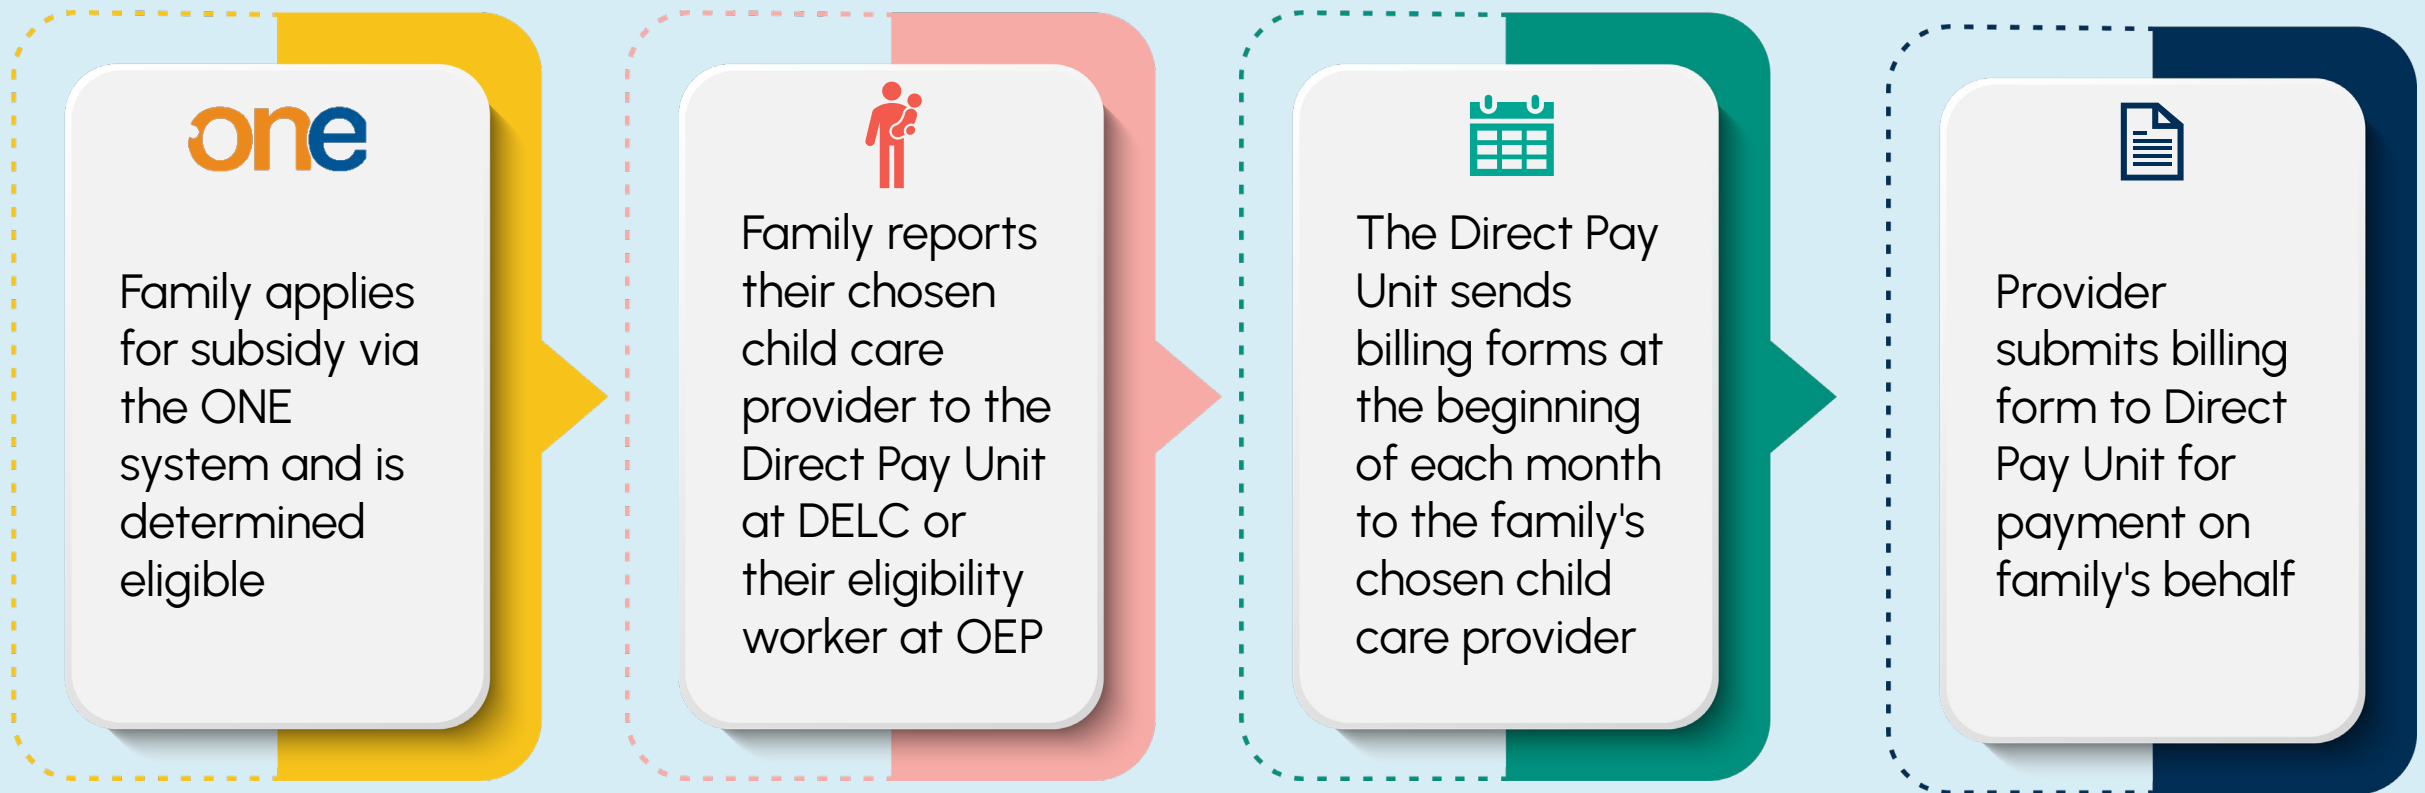 one
Family applies
for subsidy via
the ONE
system and is
determined
eligible
Family reports
their chosen
child care
provider to the
Direct Pay Unit
at DELC or
their eligibility
worker at OEP
The Direct Pay
Unit sends
billing forms at
the beginning
of each month
to the family's
chosen child
care provider
Provider
submits billing
form to Direct
Pay Unit for
payment on
family's behalf